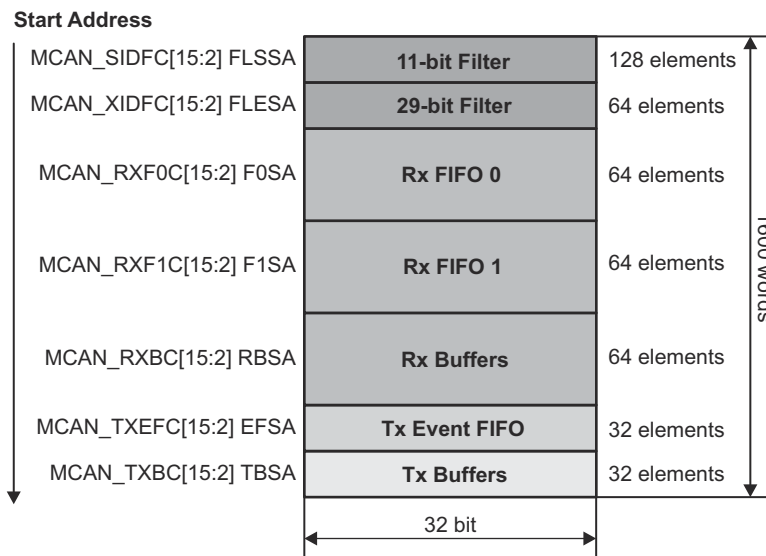 Start Address
MCAN_SIDFC[15:2] FLSSA 11-bit Filter 128 elements
MCAN_XIDFC[15:2] FLESA 29-bit Filter 64 elements
MCAN_RXF0C[15:2] F0SA Rx FIFO 0 64 elements
MCAN_RXF1C[15:2] F1SA Rx FIFO 1 64 elements
MCAN_RXBC[15:2] RBSA Rx Buffers 64 elements
MCAN_TXEFC[15:2] EFSA Tx Event FIFO 32 elements
MCAN_TXBC[15:2] TBSA Tx Buffers 32 elements
32 bit
words